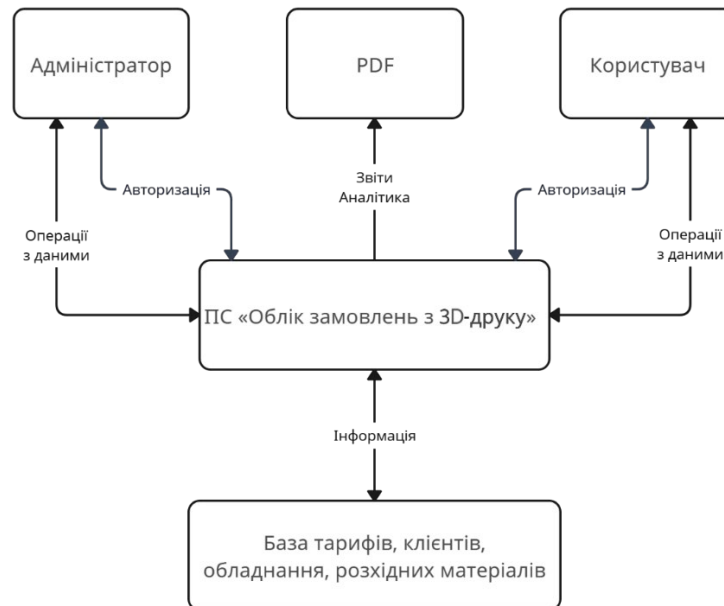 Адміністратор
PDF
Користувач
Авторизація
Звіти
Аналітика
Авторизація
Операції
з даними
Операції
з даними
ПС «Облік замовлень з 3D-друку»
Інформація
База тарифів, клієнтів,
обладнання, розхідних матеріалів